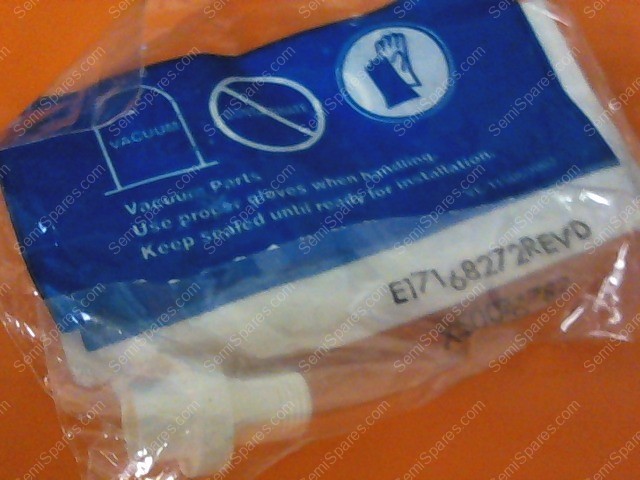 VACUUM
Vacuum Parts
Use proper gloves when handling.
Keep sealed until ready for installation.
E17168272REVD
SemiSpares.com